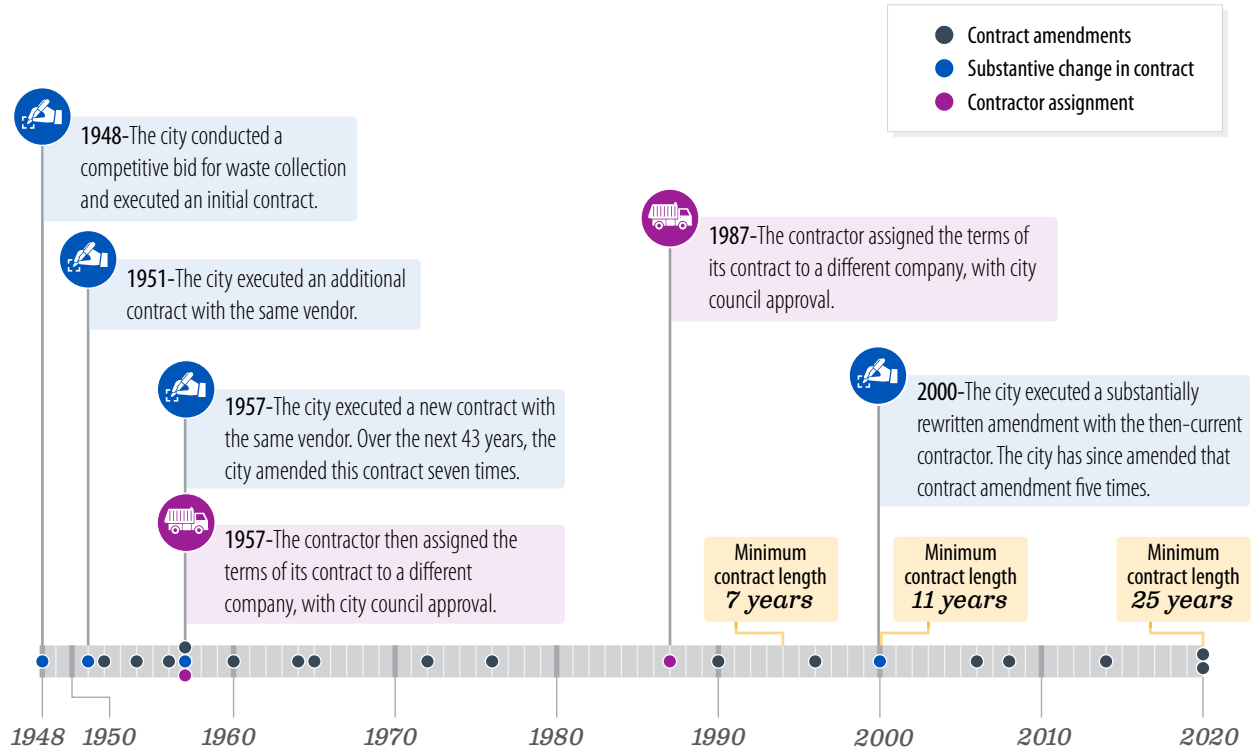 Contract amendments
Substantive change in contract
Contractor assignment
1948-The city conducted a
competitive bid for waste collection
and executed an initial contract.
1951-The city executed an additional
contract with the same vendor.
1957-The city executed a new contract with
the same vendor. Over the next 43 years, the
city amended this contract seven times.
1957-The contractor then assigned the
terms of its contract to a different
company, with city council approval.
1987-The contractor assigned the terms of
its contract to a different company, with city
council approval.
2000-The city executed a substantially
rewritten amendment with the then-current
contractor. The city has since amended that
contract amendment five times.
Minimum
contract length
7 years
Minimum
contract length
11 years
Minimum
contract length
25 years
1948 1950 1960 1970 1980 1990 2000 2010 2020